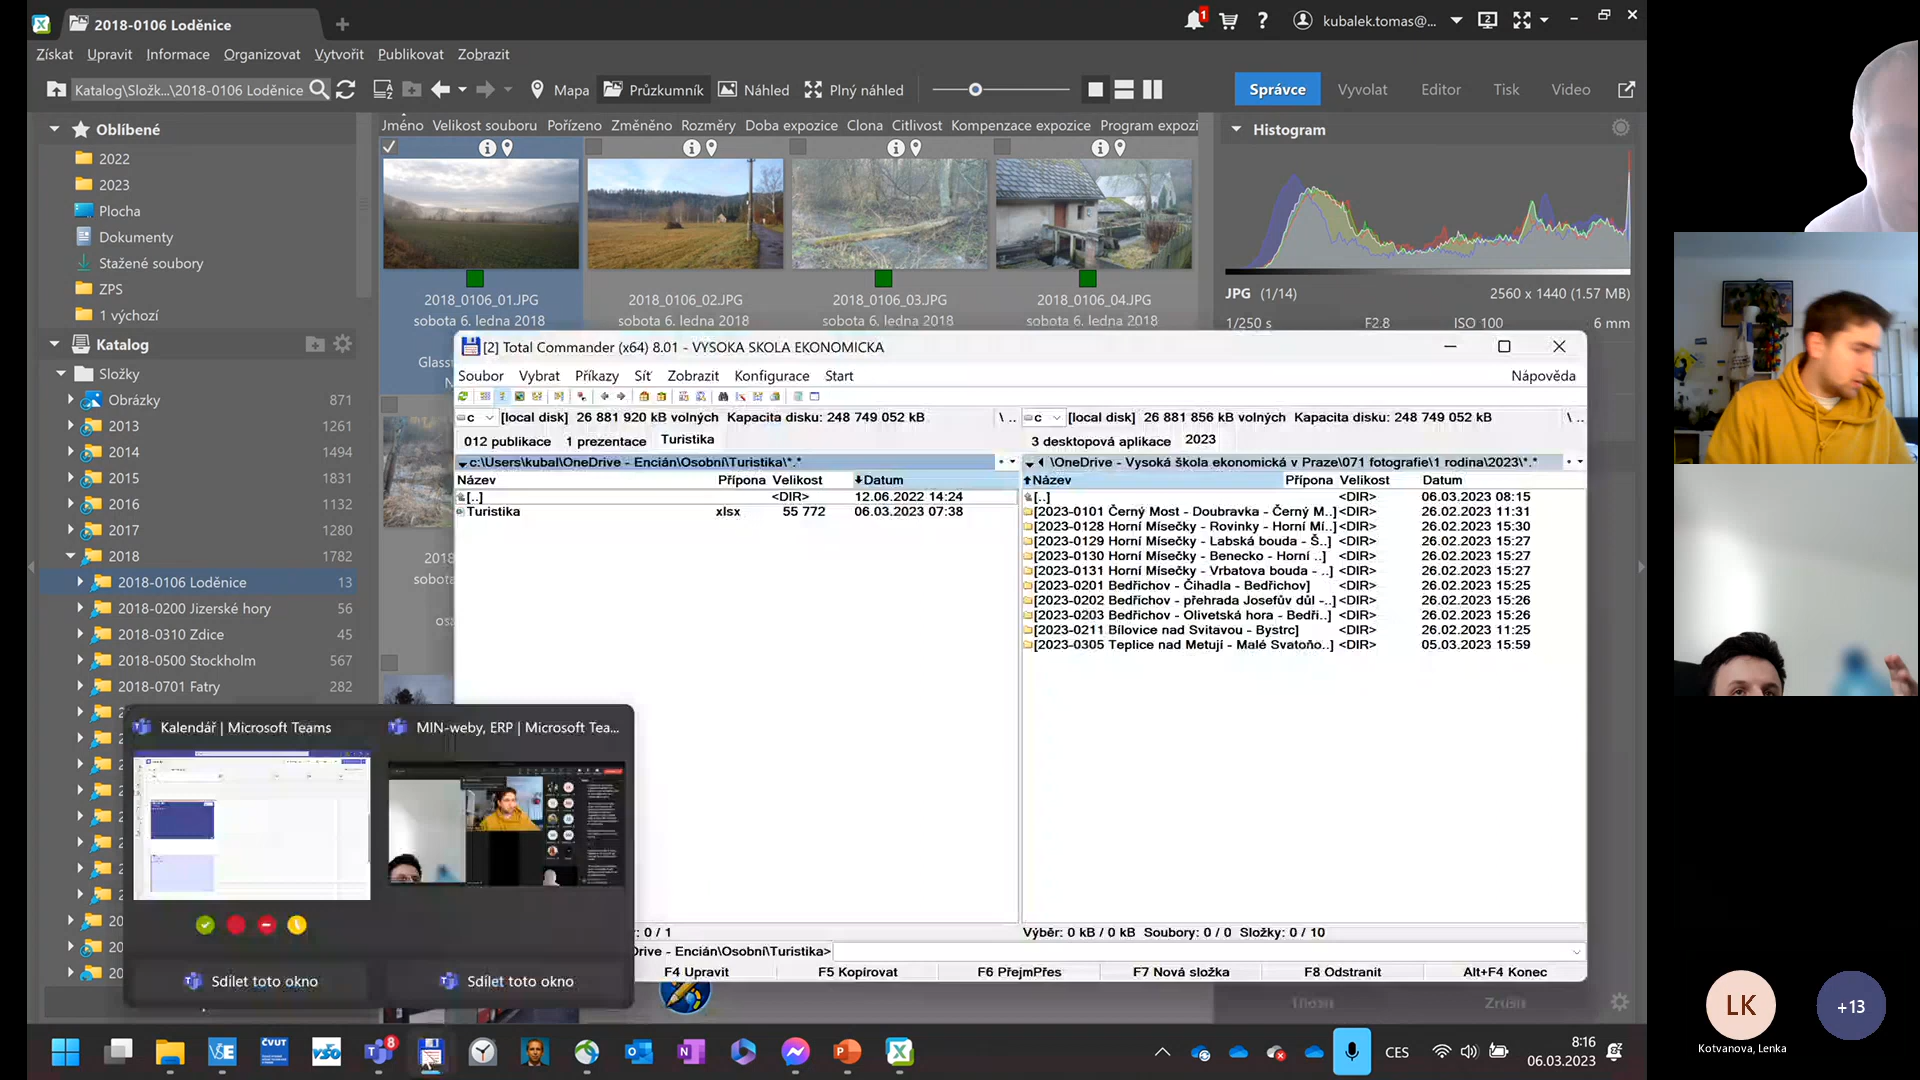 2018-0106 Loděnice
1
kubalek.tomas@...
2
Získat Upravit Informace Organizovat Vytvořit Publikovat Zobrazit
Katalog\Složk...\2018-0106 Loděnice
Mapa Průzkumník Náhled Plný náhled
Správce Vyvolat Editor Tisk Video
Oblíbené
2022
2023
Plocha
Dokumenty
Stažené soubory
ZPS
1 výchozí
Katalog
Složky
Obrázky 871
2013 1261
2014 1494
2015 1831
2016 1132
2017 1280
2018 1782
2018-0106 Loděnice 13
2018-0200 Jizerské hory 56
2018-0310 Zdice 45
2018-0500 Stockholm 567
2018-0701 Fatry 282
Jméno Velikost souboru Pořízeno Změněno Rozměry Doba expozice Clona Citlivost Kompenzace expozice Program expozi
2018_0106_01.JPG
sobota 6. ledna 2018
2018_0106_02.JPG
sobota 6. ledna 2018
2018_0106_03.JPG
sobota 6. ledna 2018
2018_0106_04.JPG
sobota 6. ledna 2018
Histogram
JPG (1/14) 2560 x 1440 (1.57 MB)
1/250 s F2.8 ISO 100 6 mm
[2] Total Commander (x64) 8.01 - VYSOKA SKOLA EKONOMICKA
Soubor Vybrat Příkazy Síť Zobrazit Konfigurace Start Nápověda
c [local disk] 26 881 920 kB volných Kapacita disku: 248 749 052 kB \ ..
012 publikace 1 prezentace Turistika
c:\Users\kubal\OneDrive - Encián\Osobní\Turistika\*.*
Název Přípona Velikost Datum
[..] <DIR> 12.06.2022 14:24
Turistika xlsx 55 772 06.03.2023 07:38
c [local disk] 26 881 856 kB volných Kapacita disku: 248 749 052 kB \ ..
3 desktopová aplikace 2023
\OneDrive - Vysoká škola ekonomická v Praze\071 fotografie\1 rodina\2023\*.*
Název Přípona Velikost Datum
[..] <DIR> 06.03.2023 08:15
[2023-0101 Černý Most - Doubravka - Černý M..] <DIR> 26.02.2023 11:31
[2023-0128 Horní Mísečky - Rovinky - Horní Mí..] <DIR> 26.02.2023 15:30
[2023-0129 Horní Mísečky - Labská bouda - Š..] <DIR> 26.02.2023 15:27
[2023-0130 Horní Mísečky - Benecko - Horní ..] <DIR> 26.02.2023 15:27
[2023-0131 Horní Mísečky - Vrbatova bouda - ..] <DIR> 26.02.2023 15:27
[2023-0201 Bedřichov - Čihadla - Bedřichov] <DIR> 26.02.2023 15:25
[2023-0202 Bedřichov - přehrada Josefův důl -..] <DIR> 26.02.2023 15:26
[2023-0203 Bedřichov - Olivetská hora - Bedři..] <DIR> 26.02.2023 15:26
[2023-0211 Bílovice nad Svitavou - Bystrc] <DIR> 26.02.2023 11:25
[2023-0305 Teplice nad Metují - Malé Svatoňo..] <DIR> 05.03.2023 15:59
: 0 / 1
Výběr: 0 kB / 0 kB Soubory: 0 / 0 Složky: 0 / 10
Drive - Encián\Osobní\Turistika>
F4 Upravit F5 Kopírovat F6 PřejmPřes F7 Nová složka F8 Odstranit Alt+F4 Konec
Kalendář | Microsoft Teams
MIN-weby, ERP | Microsoft Tea...
Sdílet toto okno
Sdílet toto okno
Zrušit
VŠE
ČVUT
VŠO
8
CES
8:16
06.03.2023
LK
Kotvanova, Lenka
+13